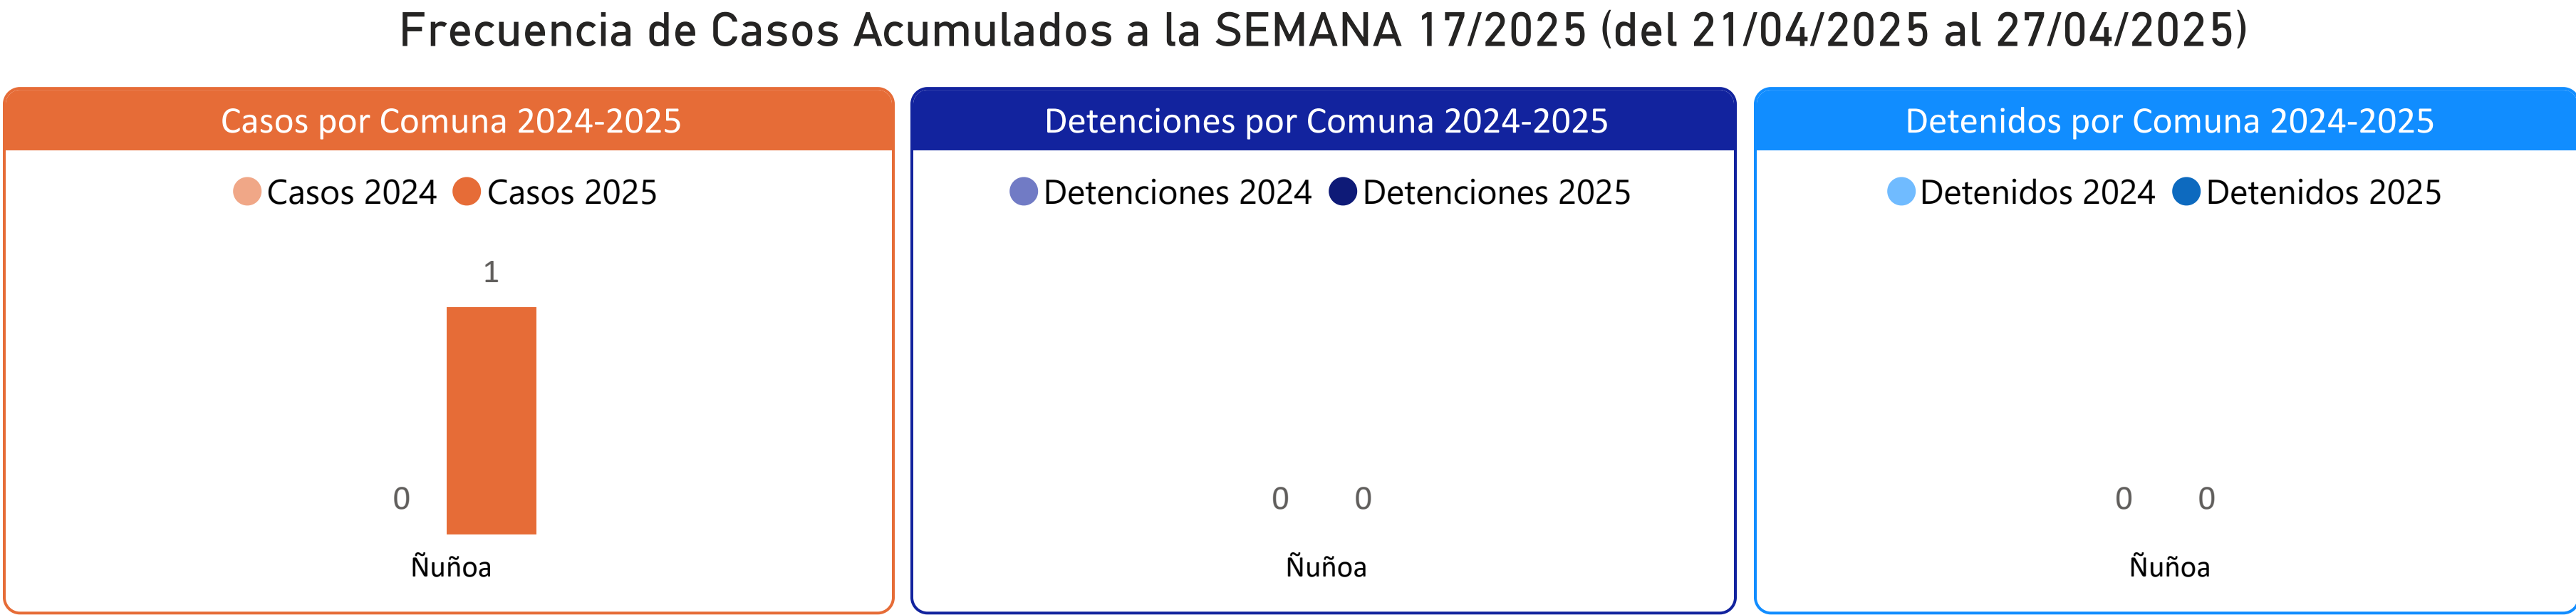 Frecuencia de Casos Acumulados a la SEMANA 17/2025 (del 21/04/2025 al 27/04/2025)
Casos por Comuna 2024-2025
Casos 2024 Casos 2025
1
0
Ñuñoa
Detenciones por Comuna 2024-2025
Detenciones 2024 Detenciones 2025
0 0
Ñuñoa
Detenidos por Comuna 2024-2025
Detenidos 2024 Detenidos 2025
0 0
Ñuñoa